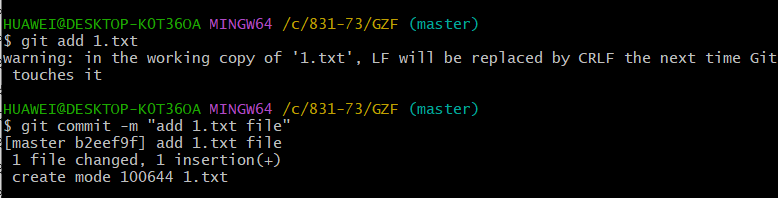 HUAWEI@DESKTOP-KOT36OA MINGW64 /c/831-73/GZF (master)
$ git add 1.txt
warning: in the working copy of '1.txt', LF will be replaced by CRLF the next time Git
 touches it
HUAWEI@DESKTOP-KOT36OA MINGW64 /c/831-73/GZF (master)
$ git commit -m "add 1.txt file"
[master b2eef9f] add 1.txt file
 1 file changed, 1 insertion(+)
 create mode 100644 1.txt